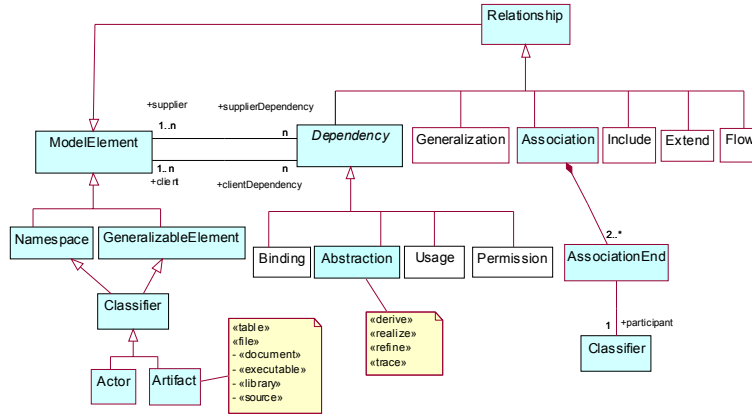 Relationship
+supplier
+supplierDependency
1..n
n
ModelElement
Dependency
Generalization
Association
Include
Extend
Flow
1..n
n
+client
+clientDependency
Namespace
GeneralizableElement
Binding
Abstraction
Usage
Permission
2..*
AssociationEnd
Classifier
«table»
«file»
- «document»
- «executable»
- «library»
- «source»
«derive»
«realize»
«refine»
«trace»
1
+participant
Classifier
Actor
Artifact